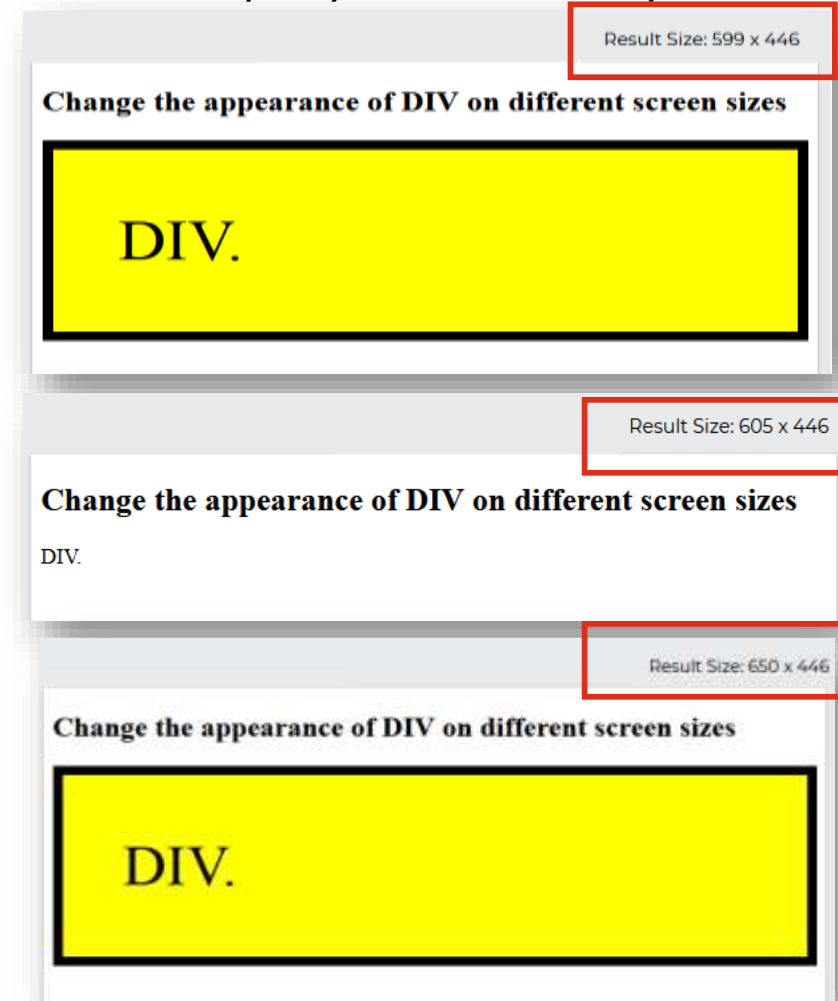 Result Size: 599 x 446
Change the appearance of DIV on different screen sizes
DIV.
Result Size: 605 x 446
Change the appearance of DIV on different screen sizes
DIV.
Result Size: 650 x 446
Change the appearance of DIV on different screen sizes
DIV.